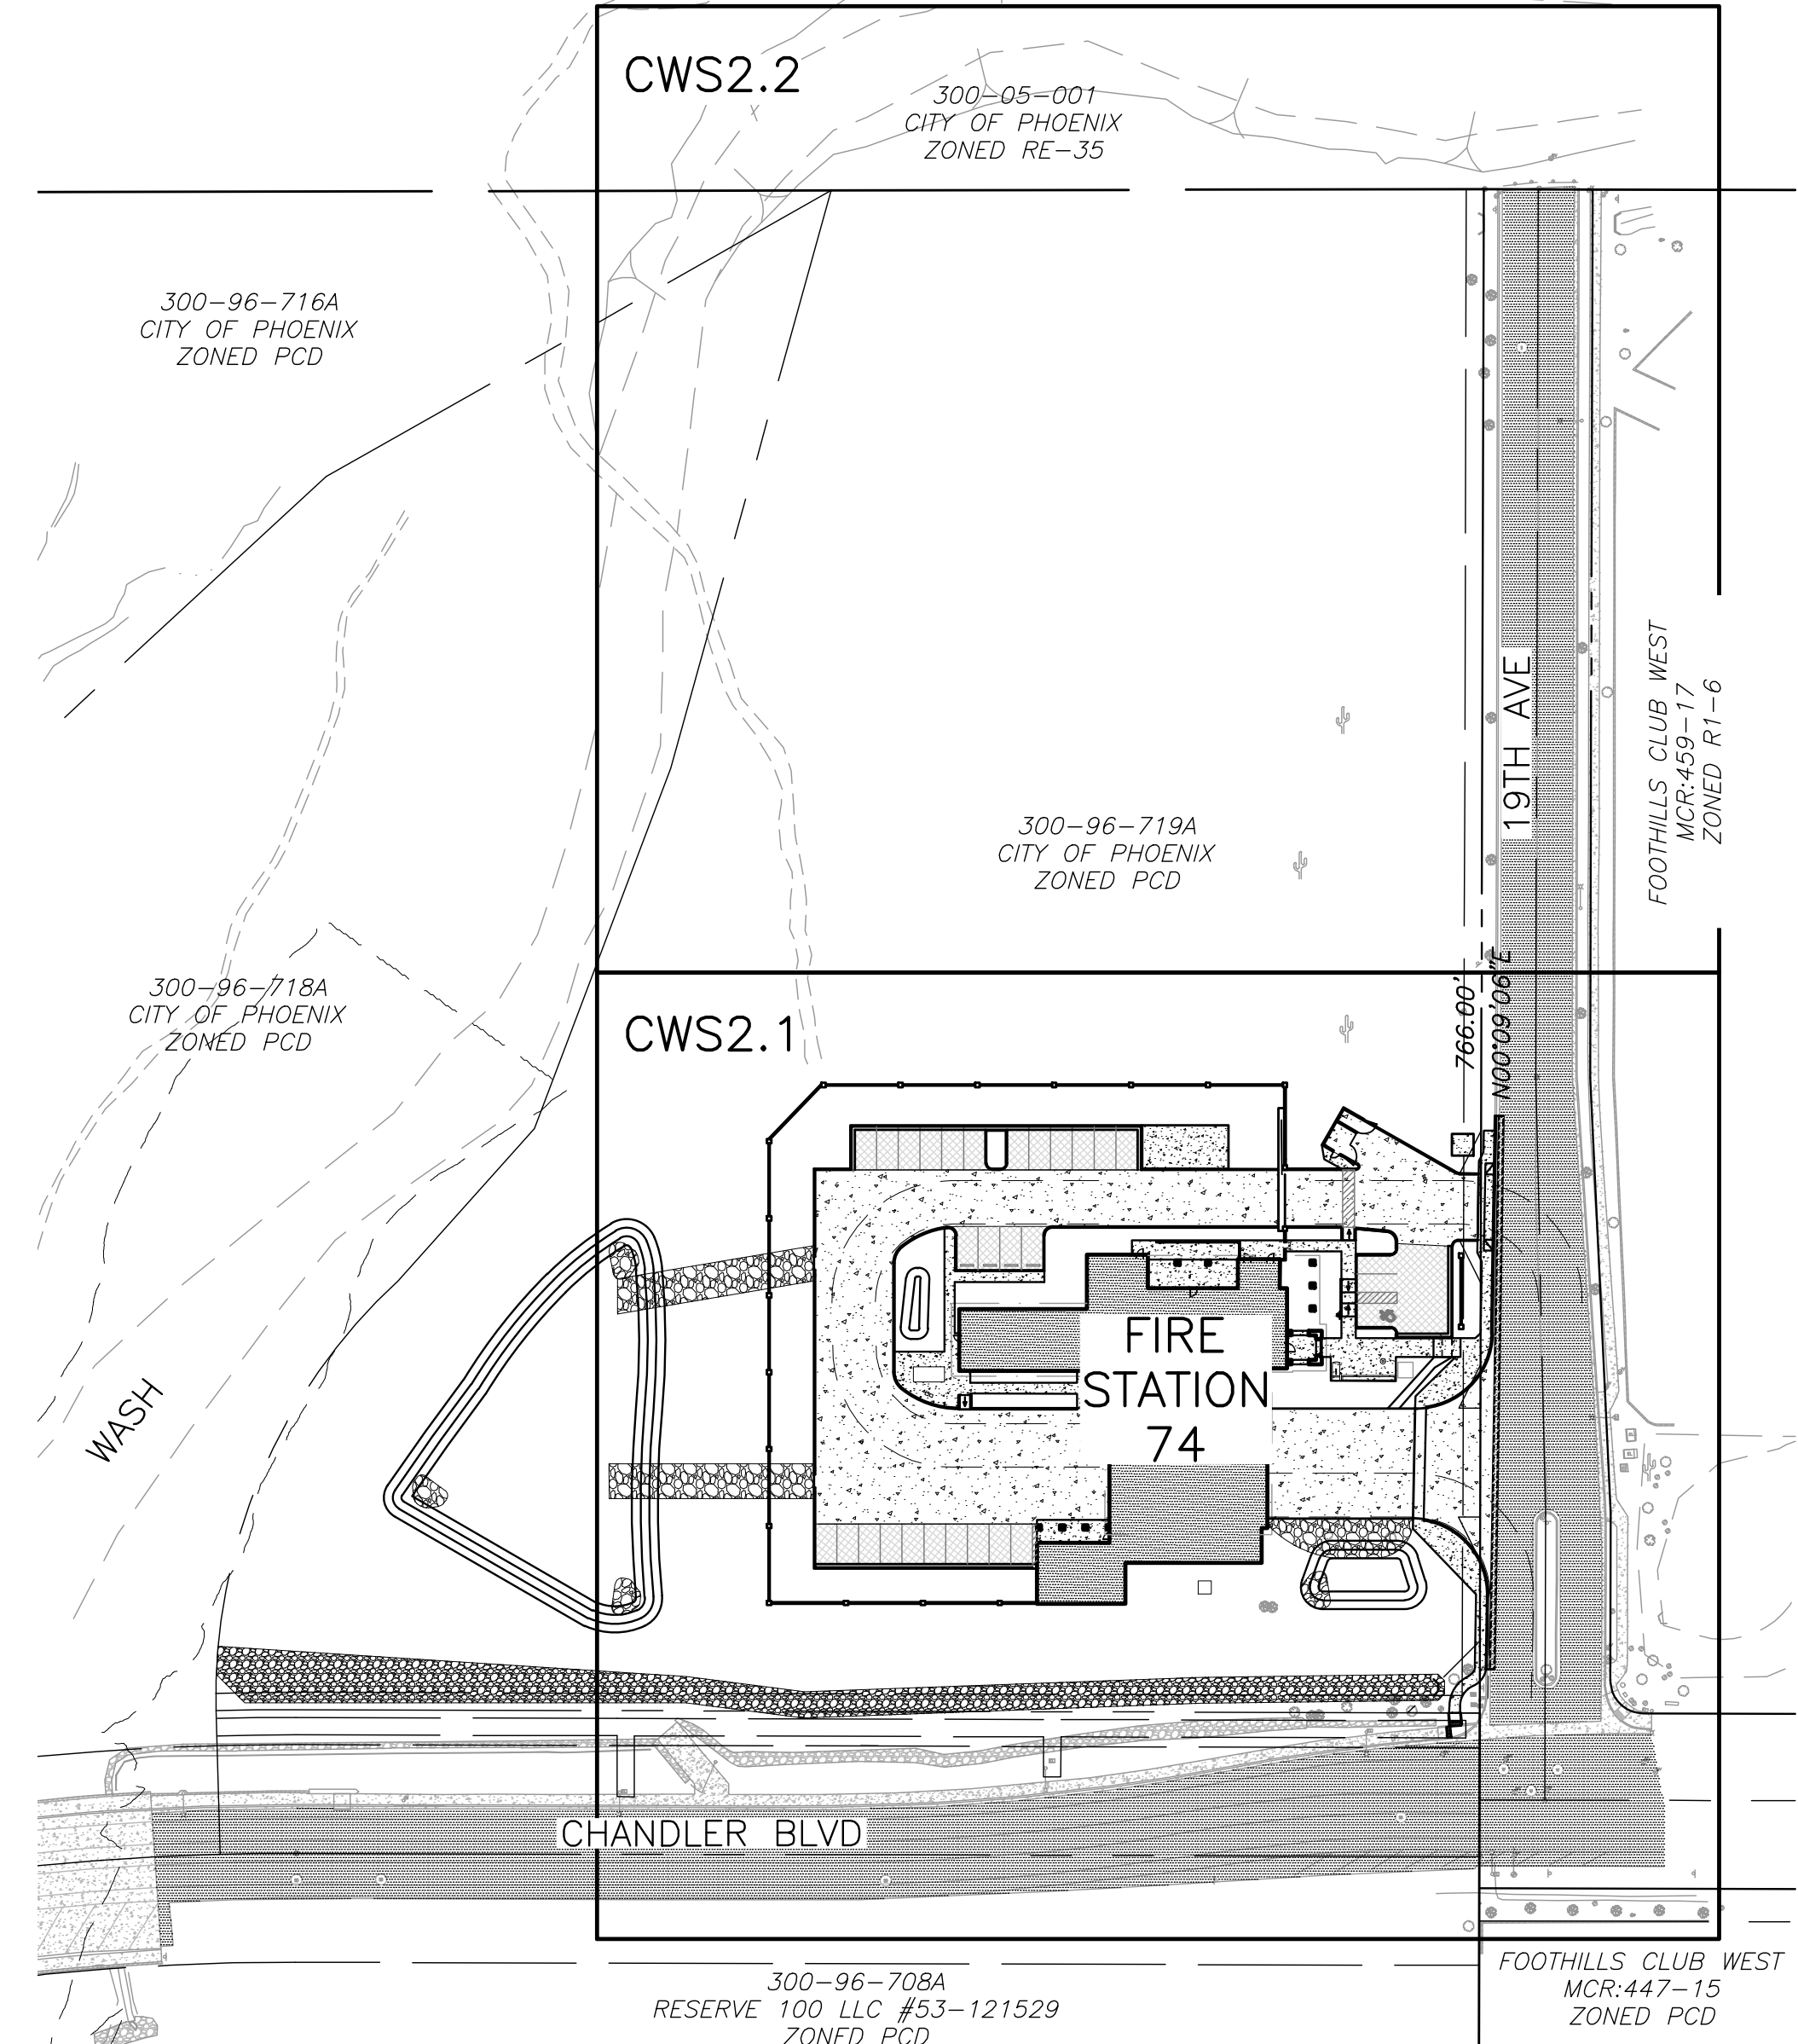 CWS2.2
300-05-001
CITY OF PHOENIX
ZONED RE-35
300-96-716A
CITY OF PHOENIX
ZONED PCD
19TH AVE
FOOTHILLS CLUB WEST
MCR:459-17
ZONED R1-6
300-96-719A
CITY OF PHOENIX
ZONED PCD
300-96-718A
CITY OF PHOENIX
ZONED PCD
CWS2.1
766.00'
N00°09'06"E
FIRE
STATION
74
WASH
CHANDLER BLVD
300-96-708A
RESERVE 100 LLC #53-121529
ZONED PCD
FOOTHILLS CLUB WEST
MCR:447-15
ZONED PCD